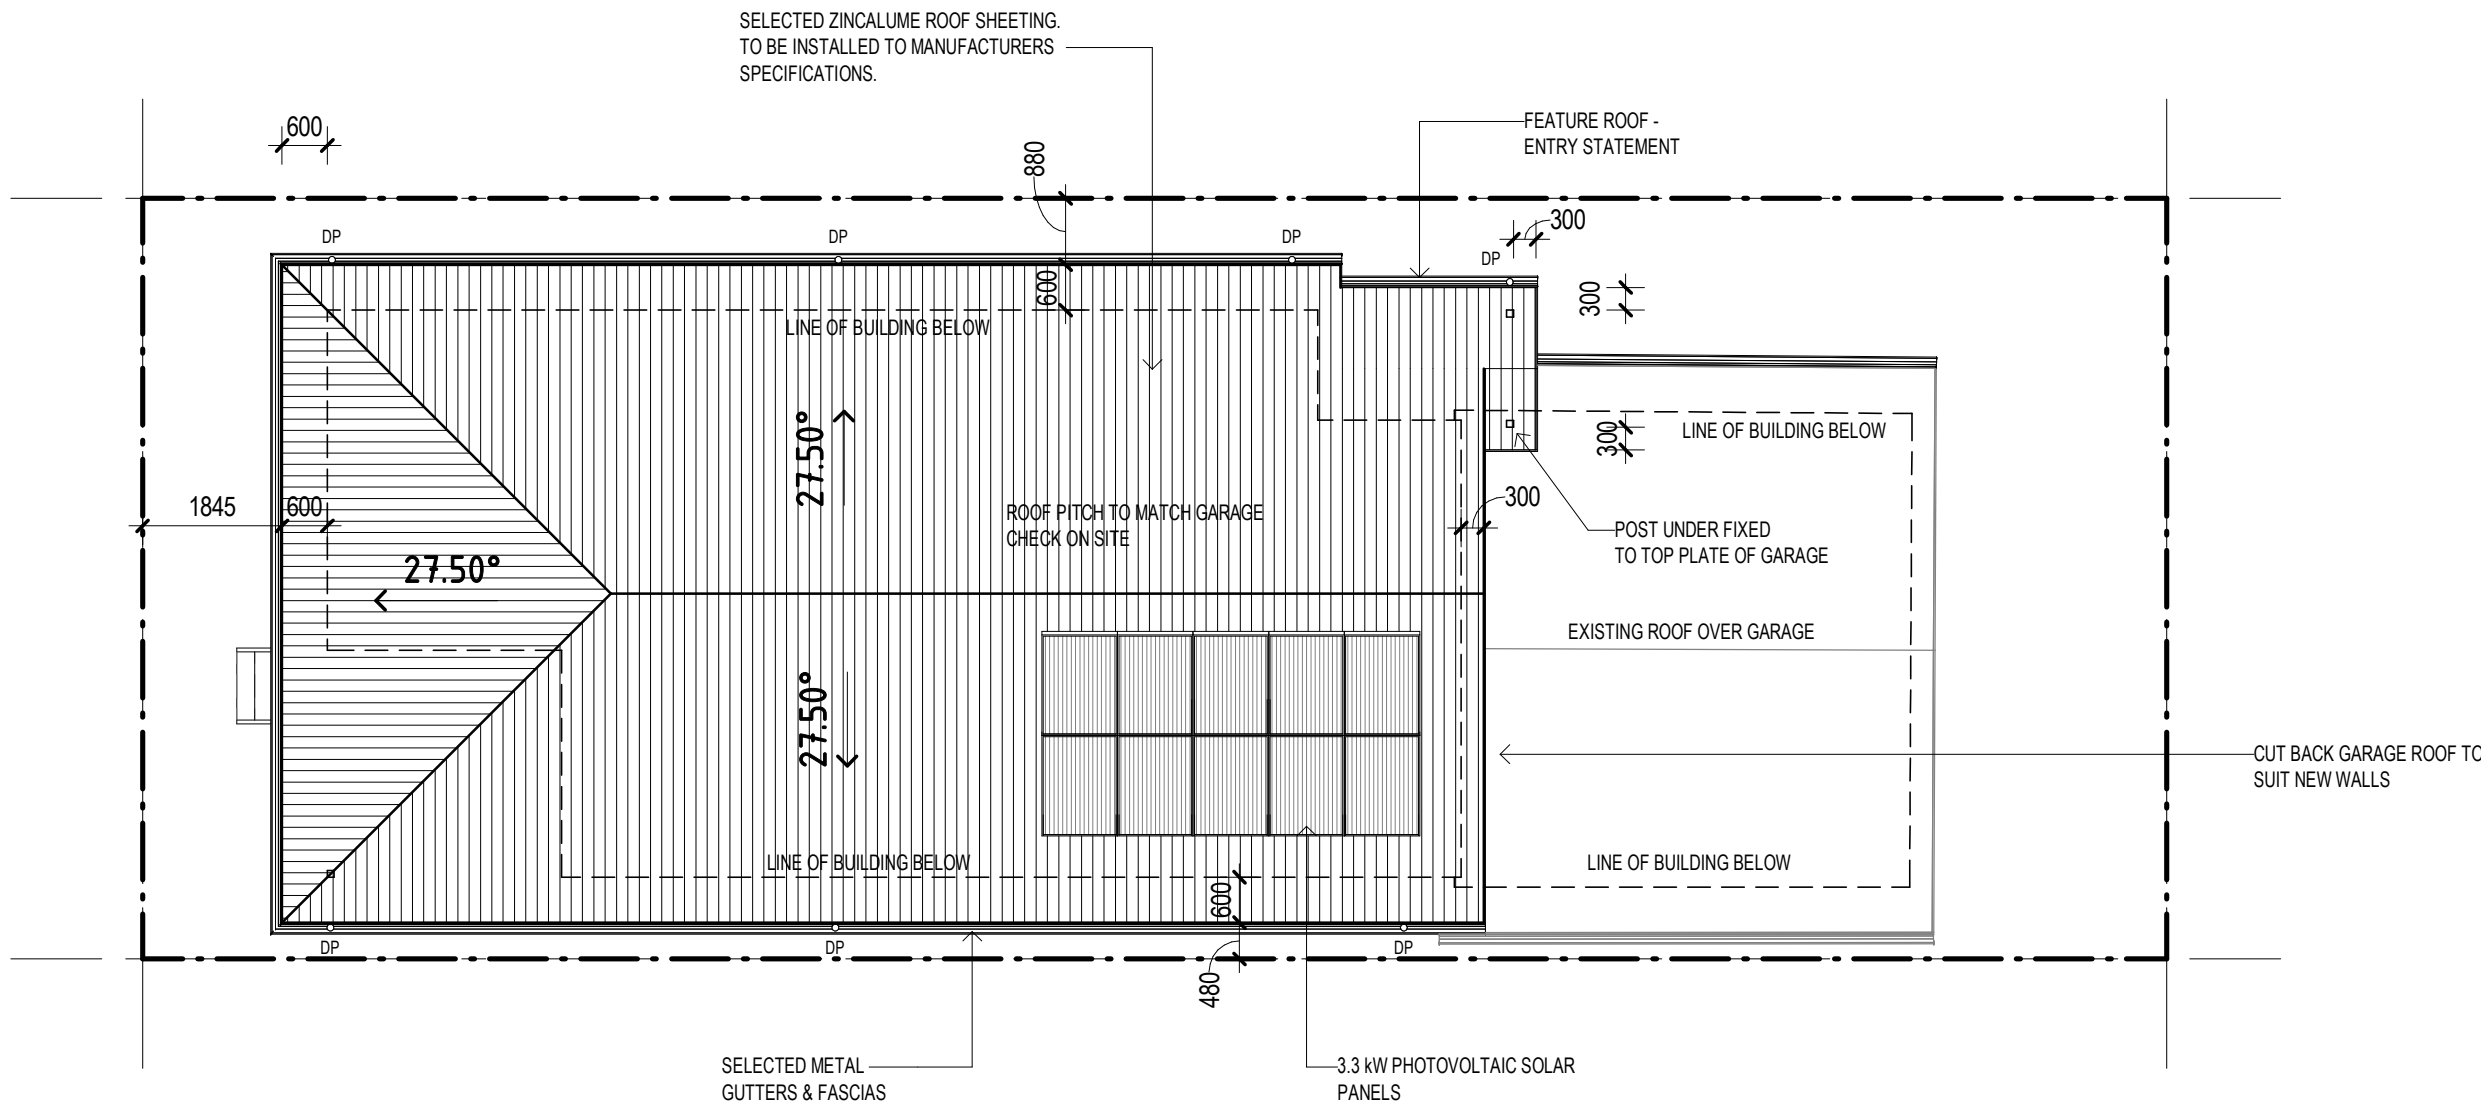 SELECTED ZINCALUME ROOF SHEETING.
TO BE INSTALLED TO MANUFACTURERS
SPECIFICATIONS.
FEATURE ROOF -
ENTRY STATEMENT
600
880
300
DP
DP
DP
DP
600
300
LINE OF BUILDING BELOW
27.50°
LINE OF BUILDING BELOW
300
1845
600
ROOF PITCH TO MATCH GARAGE
CHECK ON SITE
300
POST UNDER FIXED
TO TOP PLATE OF GARAGE
27.50°
EXISTING ROOF OVER GARAGE
27.50°
CUT BACK GARAGE ROOF TO
SUIT NEW WALLS
LINE OF BUILDING BELOW
LINE OF BUILDING BELOW
600
DP
DP
DP
480
SELECTED METAL
GUTTERS & FASCIAS
3.3 kW PHOTOVOLTAIC SOLAR
PANELS